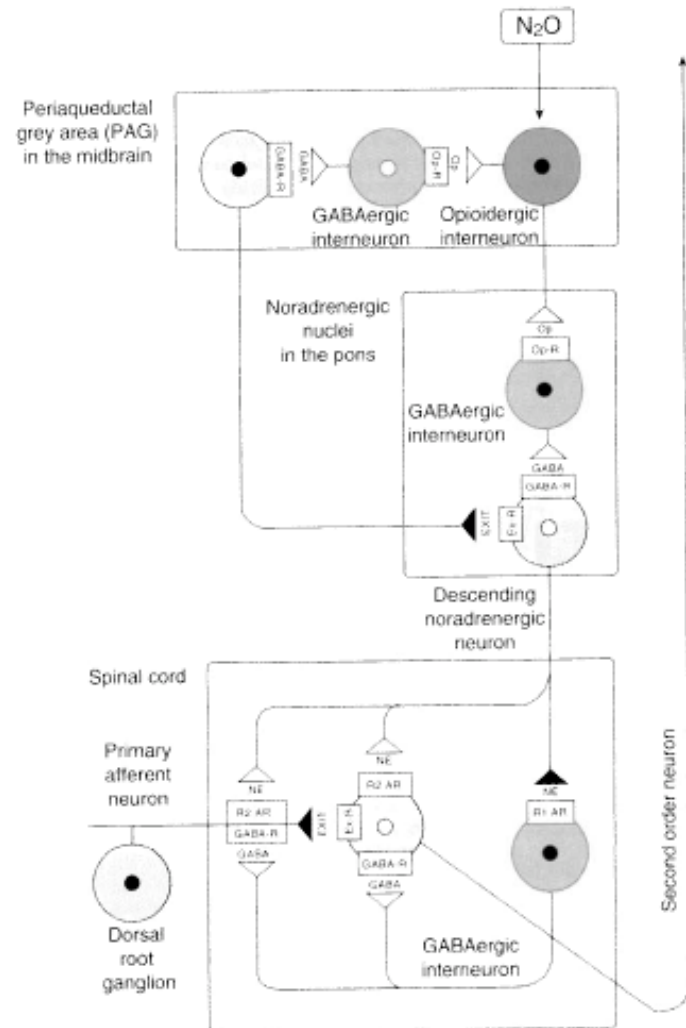 N₂O
Periaqueductal
grey area (PAG)
in the midbrain
GABA-R
GABA
Op-R
Op
GABAergic
interneuron
Opioidergic
interneuron
Noradrenergic
nuclei
in the pons
Op
Op-R
GABAergic
interneuron
GABA
GABA-R
EXIT
Ex-R
Descending
noradrenergic
neuron
Spinal cord
Primary
afferent
neuron
NE
R2 AR
GABA-R
GABA
EXIT
Ex-R
NE
R2 AR
GABA-R
GABA
NE
R1 AR
Dorsal
root
ganglion
GABAergic
interneuron
Second order neuron